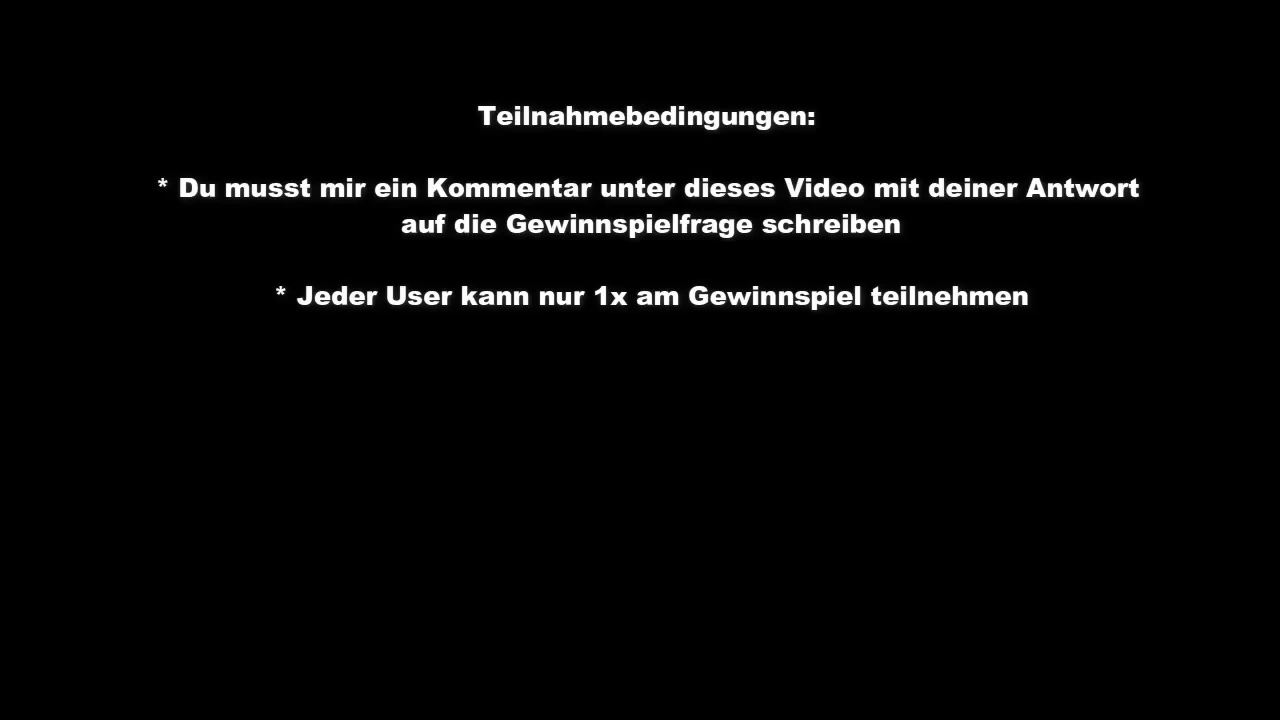 Teilnahmebedingungen:
* Du musst mir ein Kommentar unter dieses Video mit deiner Antwort
auf die Gewinnspielfrage schreiben
* Jeder User kann nur 1x am Gewinnspiel teilnehmen